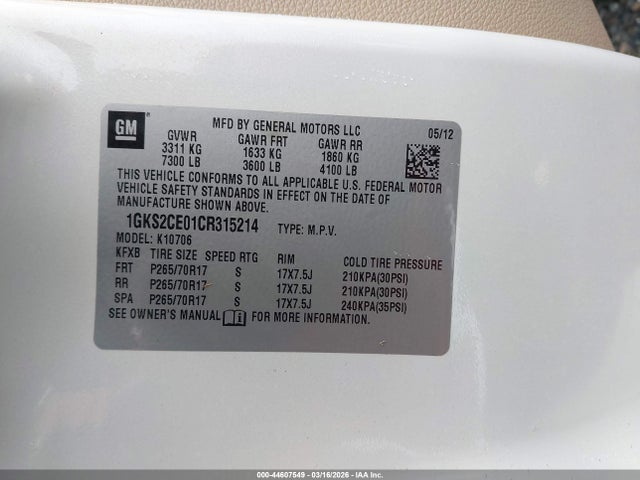 GM
MFD BY GENERAL MOTORS LLC 05/12
GVWR GAWR FRT GAWR RR
3311 KG 1633 KG 1860 KG
7300 LB 3600 LB 4100 LB
THIS VEHICLE CONFORMS TO ALL APPLICABLE U.S. FEDERAL MOTOR
VEHICLE SAFETY STANDARDS IN EFFECT ON THE DATE OF
MANUFACTURE SHOWN ABOVE.
1GKS2CE01CR315214 TYPE: M.P.V.
MODEL: K10706
KFXB TIRE SIZE SPEED RTG RIM COLD TIRE PRESSURE
FRT P265/70R17 S 17X7.5J 210KPA(30PSI)
RR P265/70R17 S 17X7.5J 210KPA(30PSI)
SPA P265/70R17 S 17X7.5J 240KPA(35PSI)
SEE OWNER'S MANUAL FOR MORE INFORMATION.
000-44607549 | 03/16/2026 | IAA Inc.